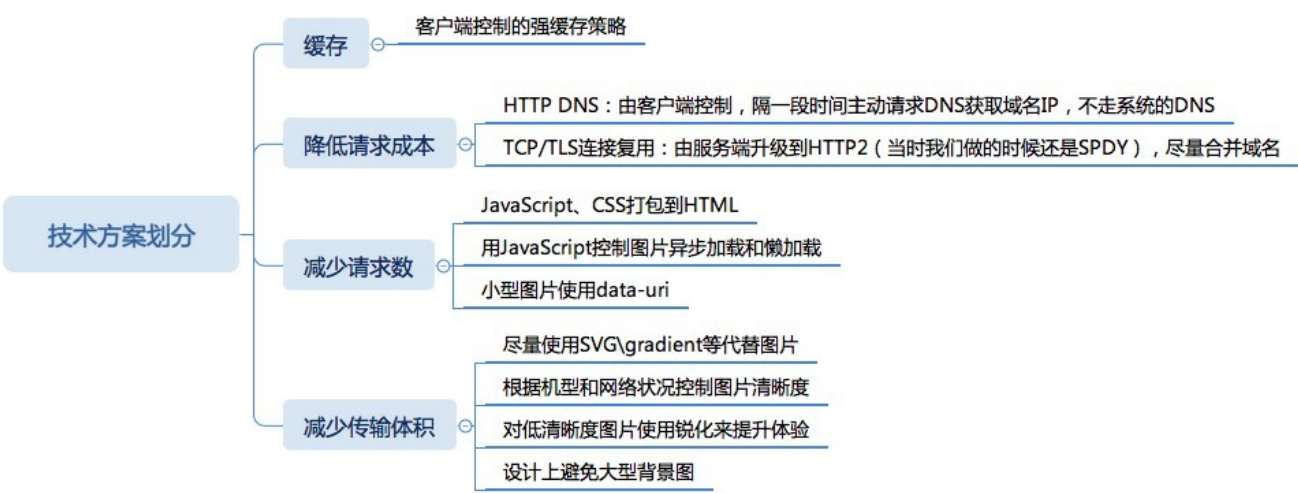 技术方案划分
缓存
客户端控制的强缓存策略
降低请求成本
HTTP DNS：由客户端控制，隔一段时间主动请求DNS获取域名IP，不走系统的DNS
TCP/TLS连接复用：由服务端升级到HTTP2（当时我们做的时候还是SPDY），尽量合并域名
减少请求数
JavaScript、CSS打包到HTML
用JavaScript控制图片异步加载和懒加载
小型图片使用data-uri
减少传输体积
尽量使用SVG\gradient等代替图片
根据机型和网络状况控制图片清晰度
对低清晰度图片使用锐化来提升体验
设计上避免大型背景图